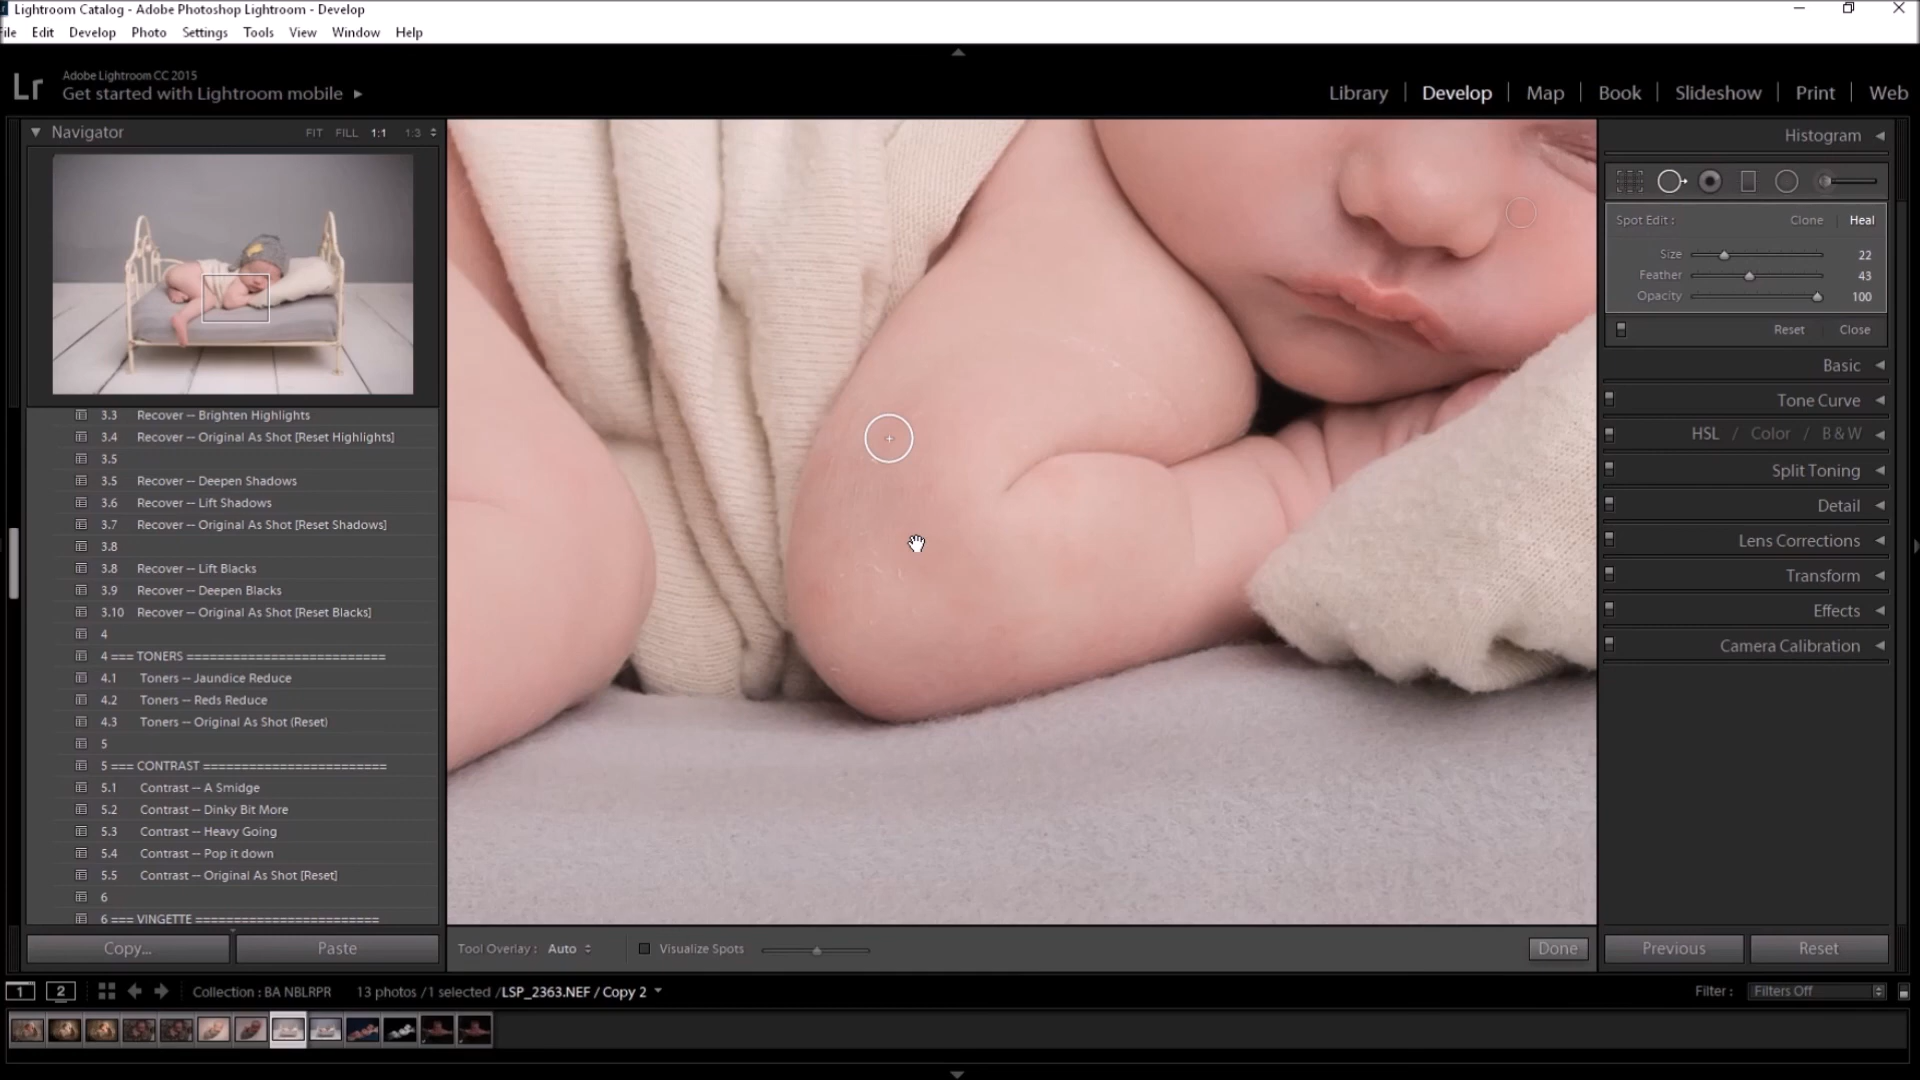 Lightroom Catalog - Adobe Photoshop Lightroom - Develop
ile Edit Develop Photo Settings Tools View Window Help
Lr
Adobe Lightroom CC 2015
Get started with Lightroom mobile
Library Develop Map Book Slideshow Print Web
Navigator FIT FILL 1:1 1:3
3.3 Recover -- Brighten Highlights
3.4 Recover -- Original As Shot [Reset Highlights]
3.5
3.5 Recover -- Deepen Shadows
3.6 Recover -- Lift Shadows
3.7 Recover -- Original As Shot [Reset Shadows]
3.8
3.8 Recover -- Lift Blacks
3.9 Recover -- Deepen Blacks
3.10 Recover -- Original As Shot [Reset Blacks]
4
4 === TONERS ==========================
4.1 Toners -- Jaundice Reduce
4.2 Toners -- Reds Reduce
4.3 Toners -- Original As Shot (Reset)
5
5 === CONTRAST ========================
5.1 Contrast -- A Smidge
5.2 Contrast -- Dinky Bit More
5.3 Contrast -- Heavy Going
5.4 Contrast -- Pop it down
5.5 Contrast -- Original As Shot [Reset]
6
6 === VINGETTE ========================
Copy... Paste
Histogram
Spot Edit : Clone Heal
Size 22
Feather 43
Opacity 100
Reset Close
Basic
Tone Curve
HSL / Color / B & W
Split Toning
Detail
Lens Corrections
Transform
Effects
Camera Calibration
Tool Overlay : Auto Visualize Spots Done
Previous Reset
1 2 Collection : BA NBLRPR 13 photos / 1 selected / LSP_2363.NEF / Copy 2 Filter : Filters Off